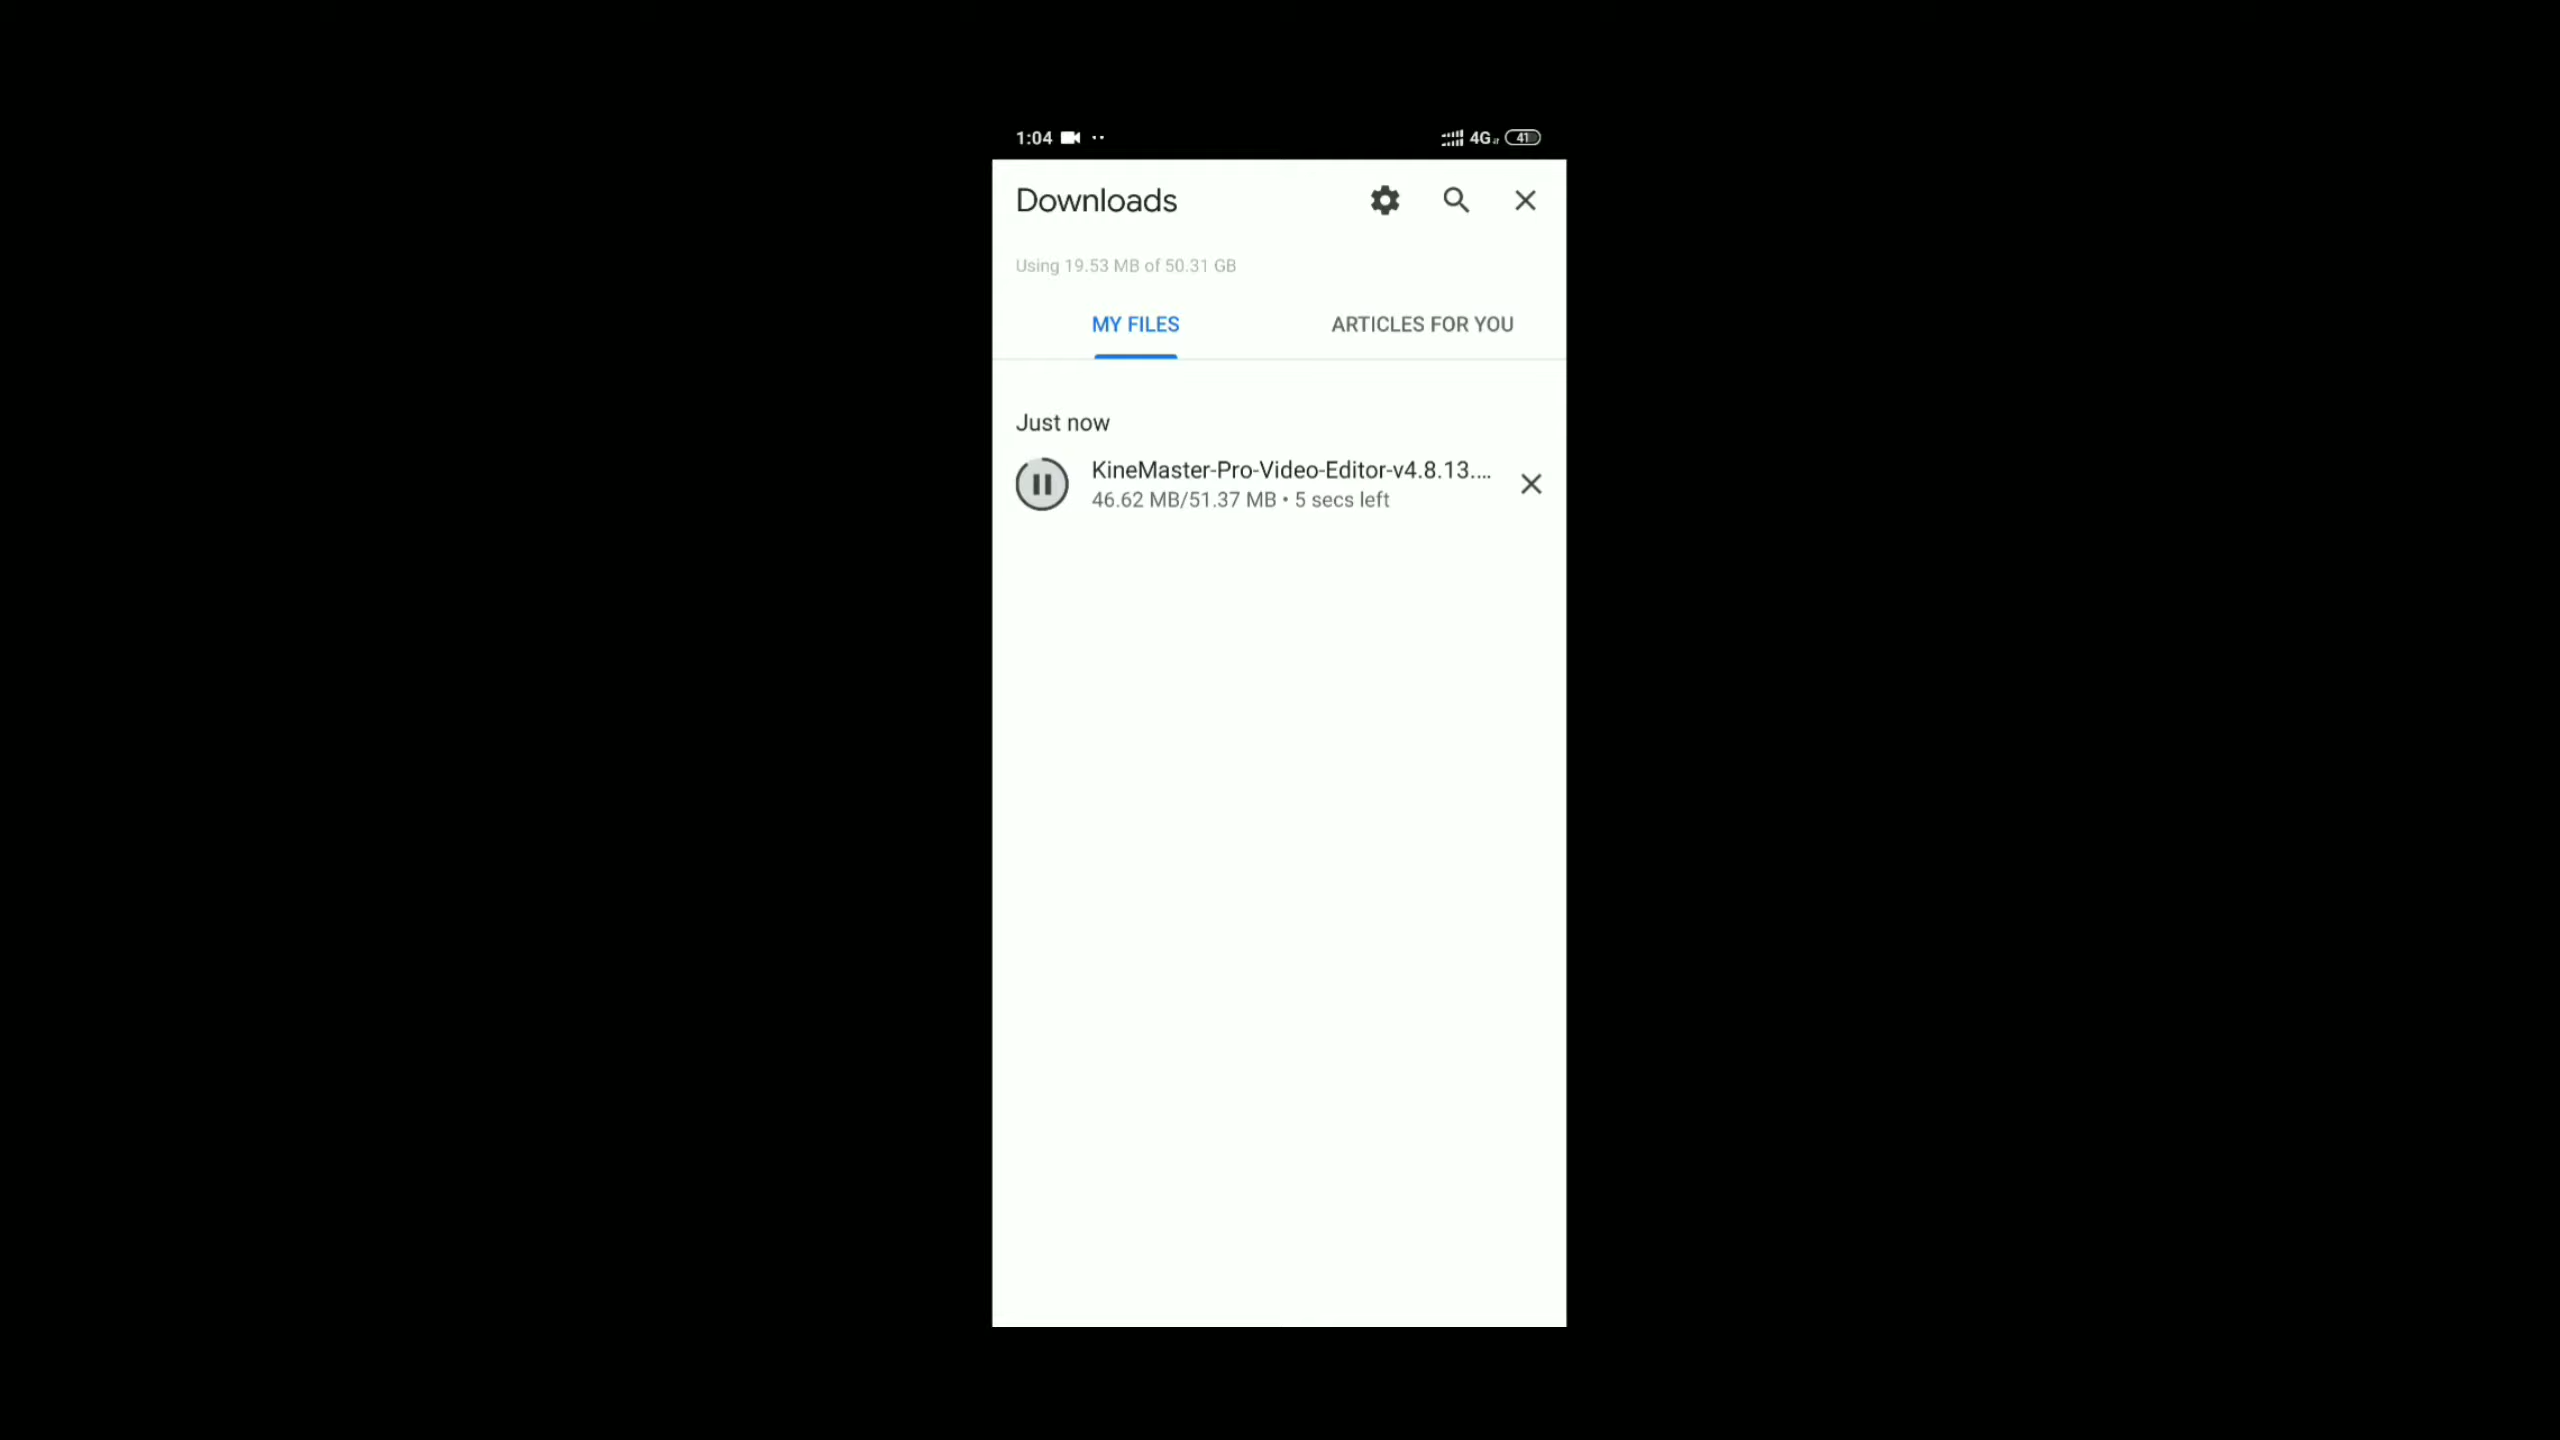 1:04 4G 41
Downloads
Using 19.53 MB of 50.31 GB
MY FILES ARTICLES FOR YOU
Just now
KineMaster-Pro-Video-Editor-v4.8.13....
46.62 MB/51.37 MB • 5 secs left